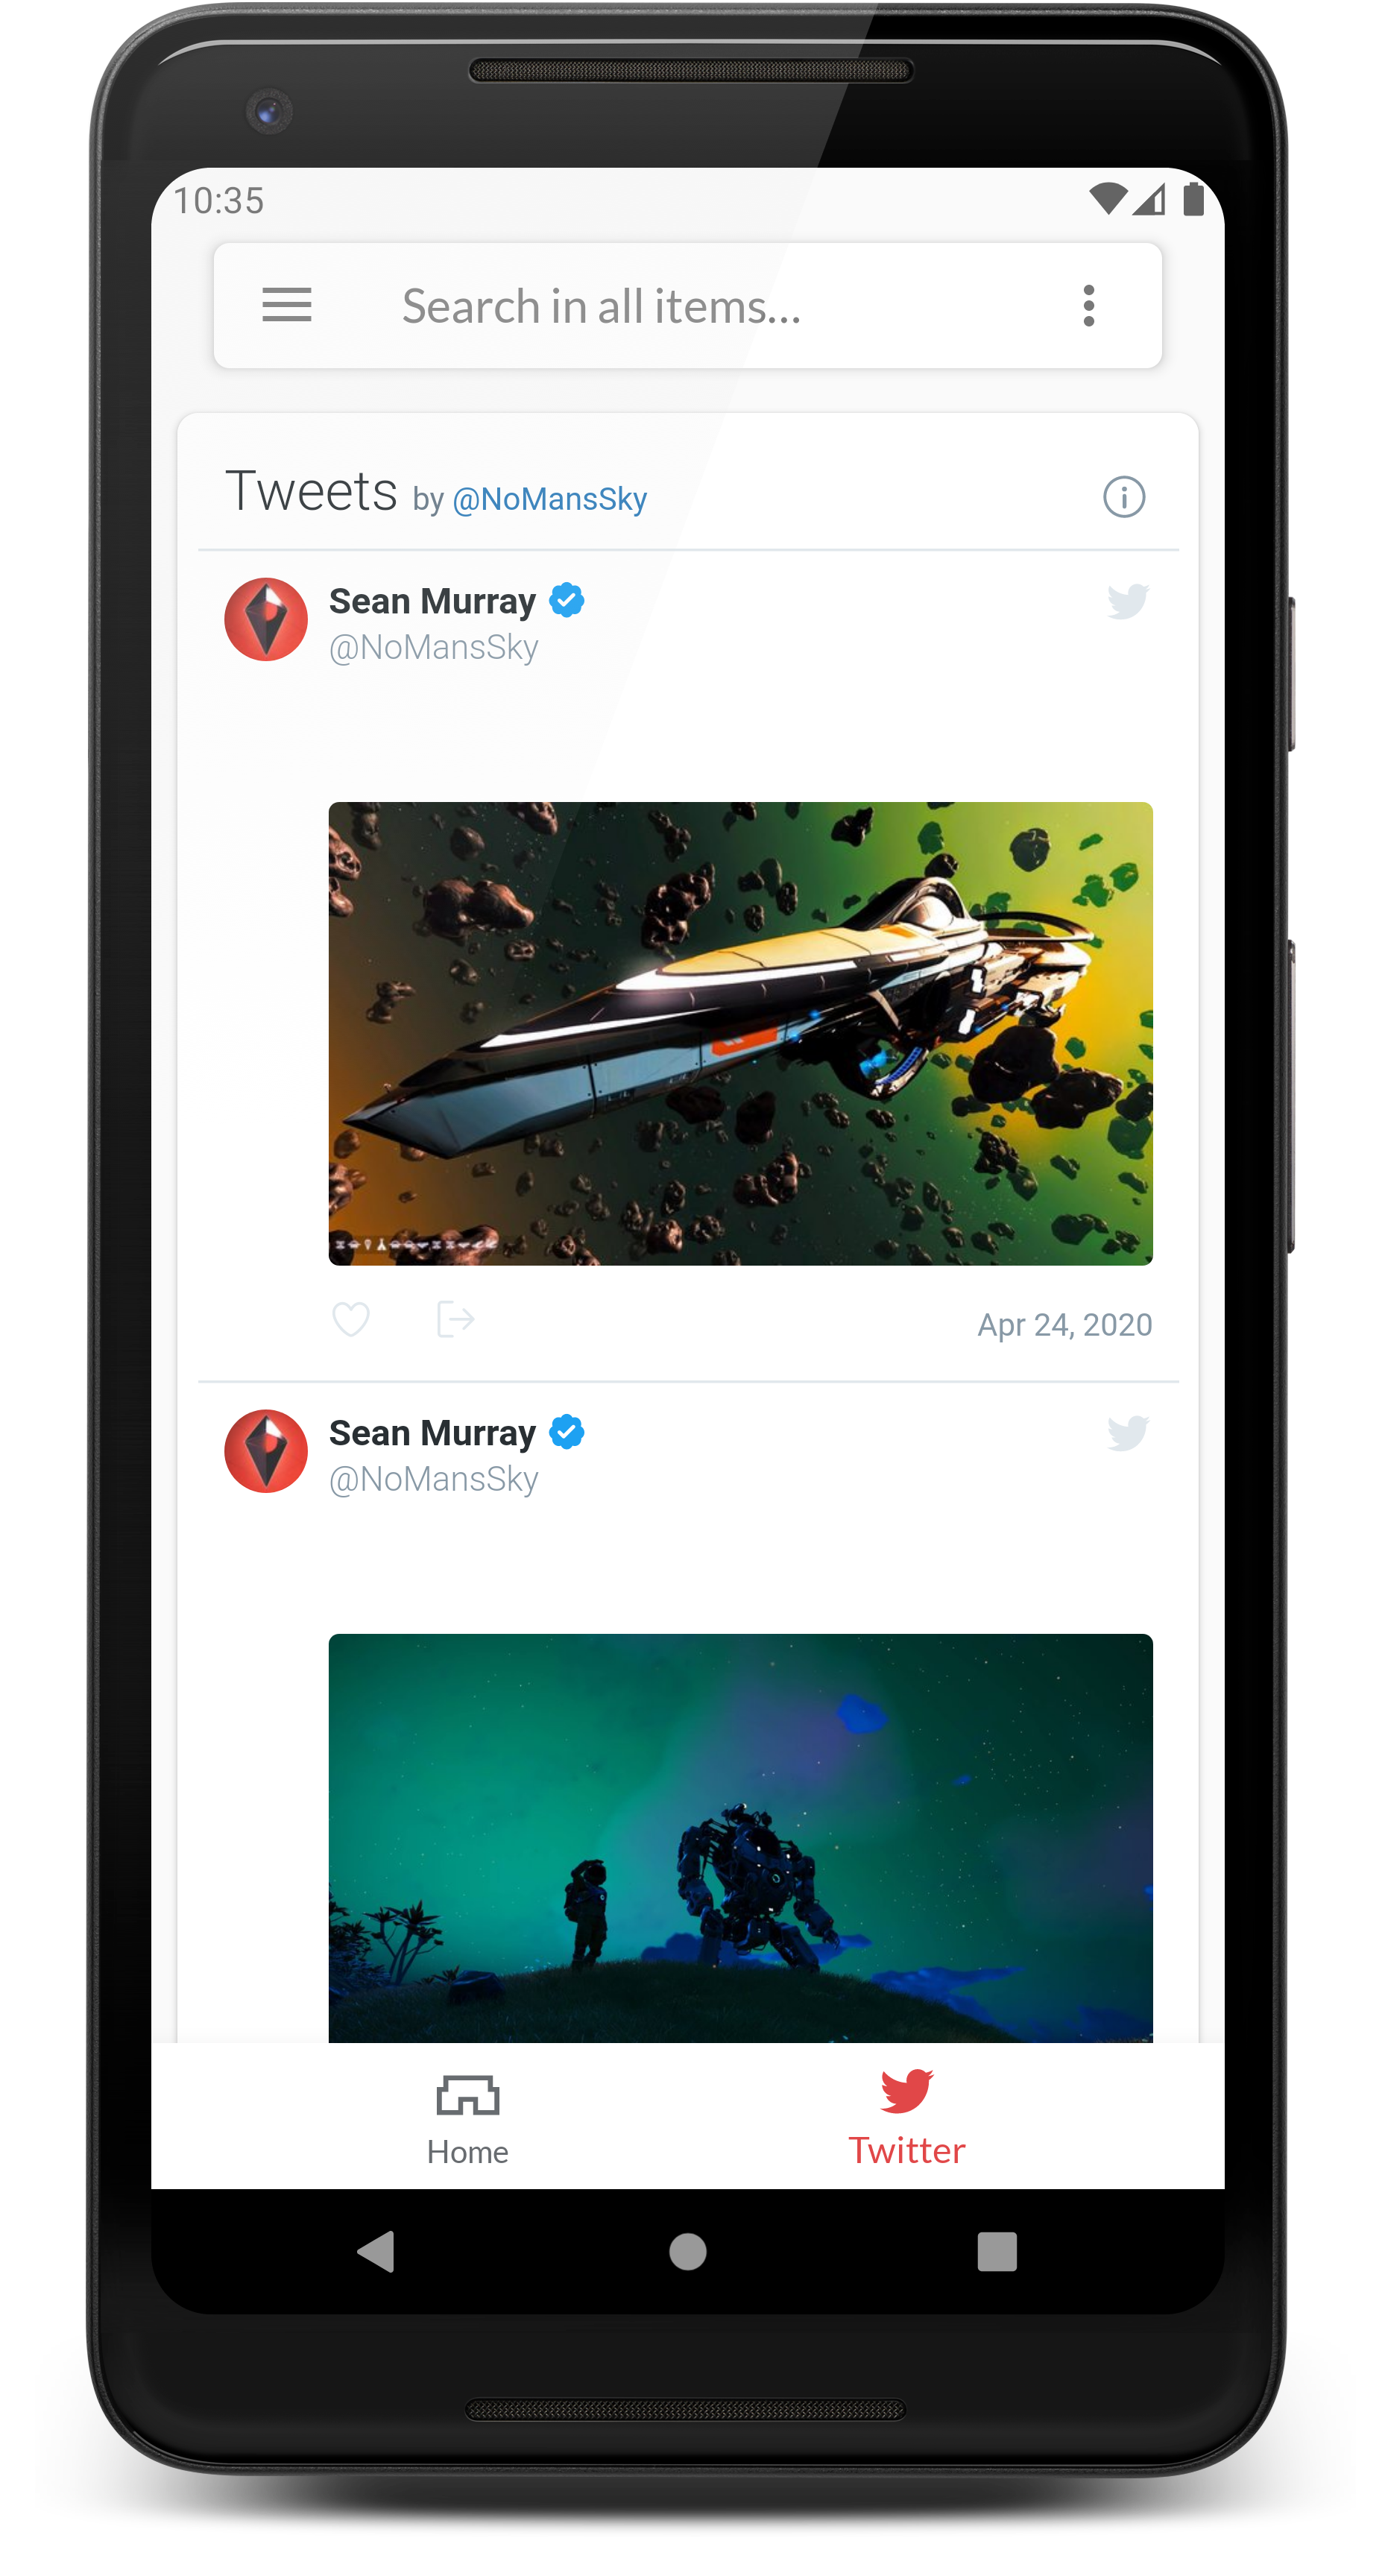 10:35
Search in all items...
Tweets by @NoMansSky
Sean Murray
@NoMansSky
Apr 24, 2020
Sean Murray
@NoMansSky
Home
Twitter